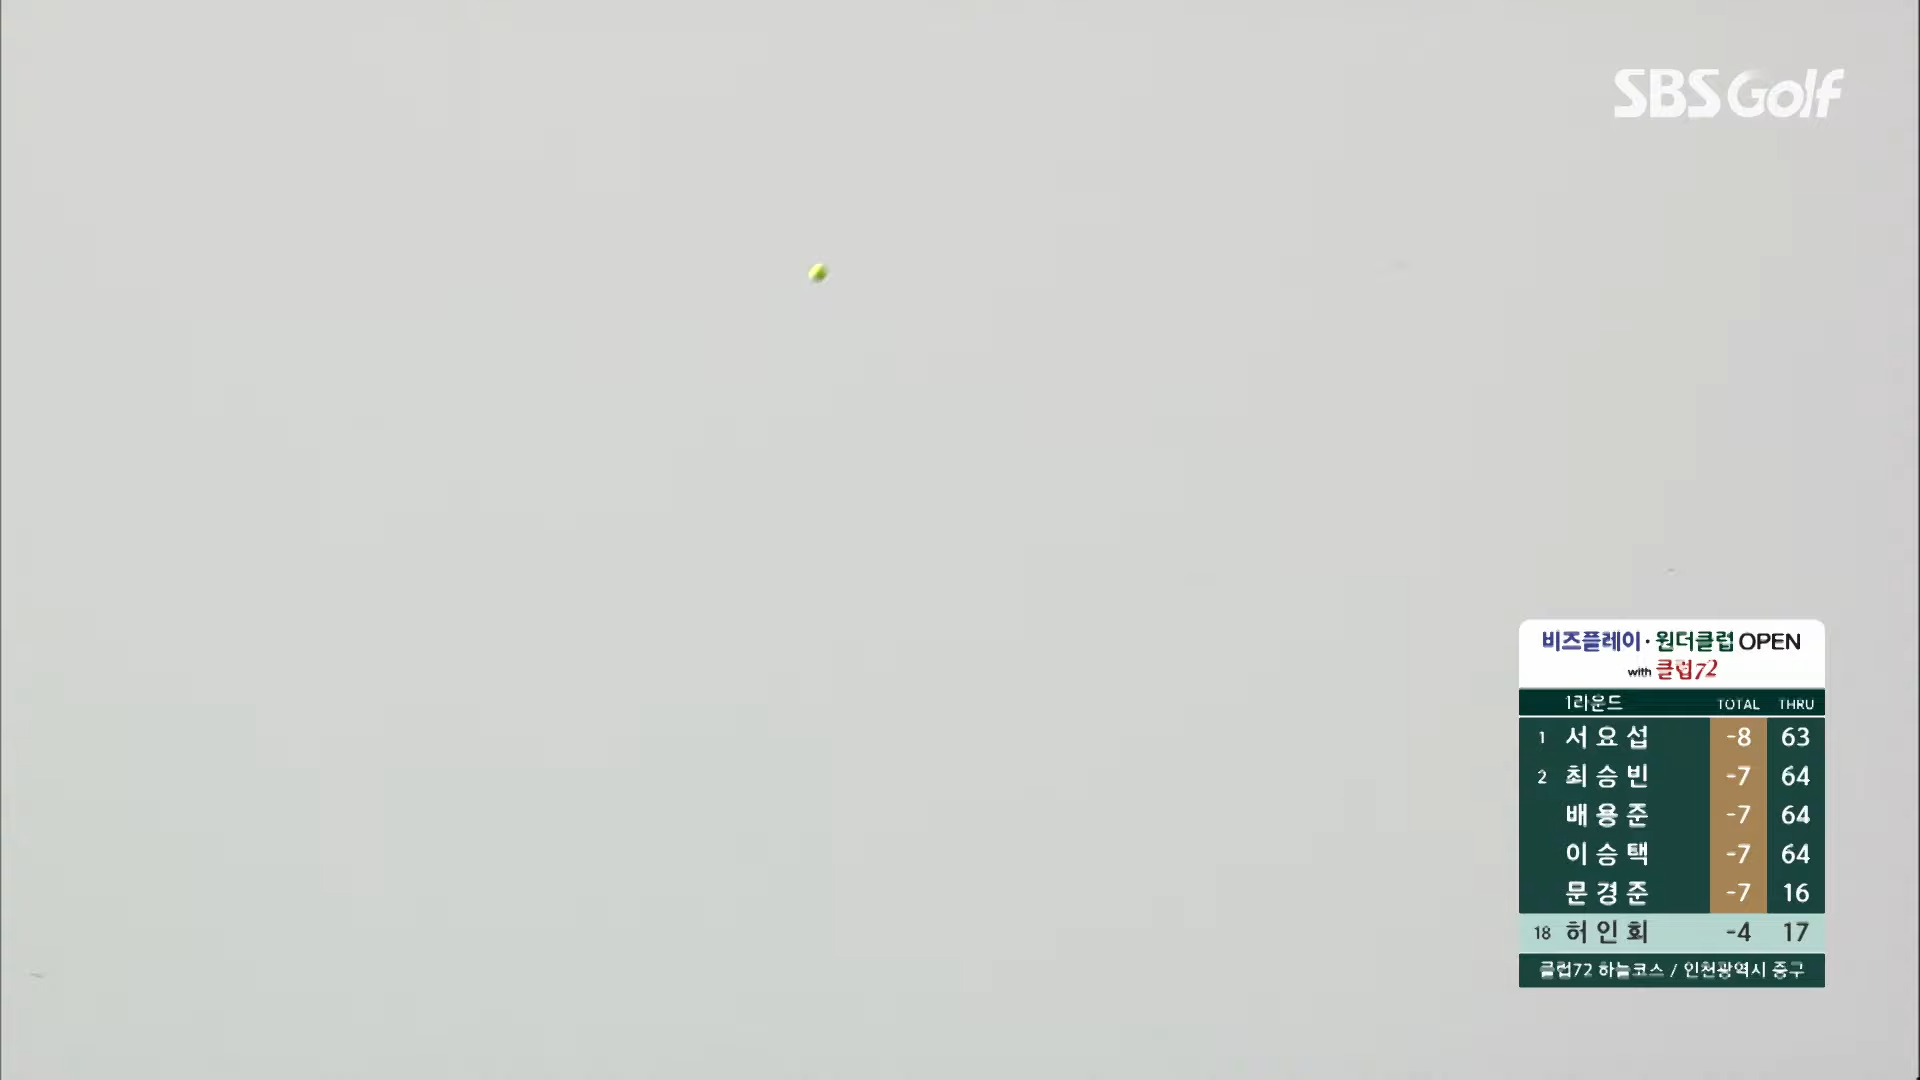 SBS Golf
비즈플레이·원더클럽 OPEN
with 클럽72
1라운드 TOTAL THRU
1 서요섭 -8 63
2 최승빈 -7 64
배용준 -7 64
이승택 -7 64
문경준 -7 16
18 허인회 -4 17
클럽72 하늘코스 / 인천광역시 중구